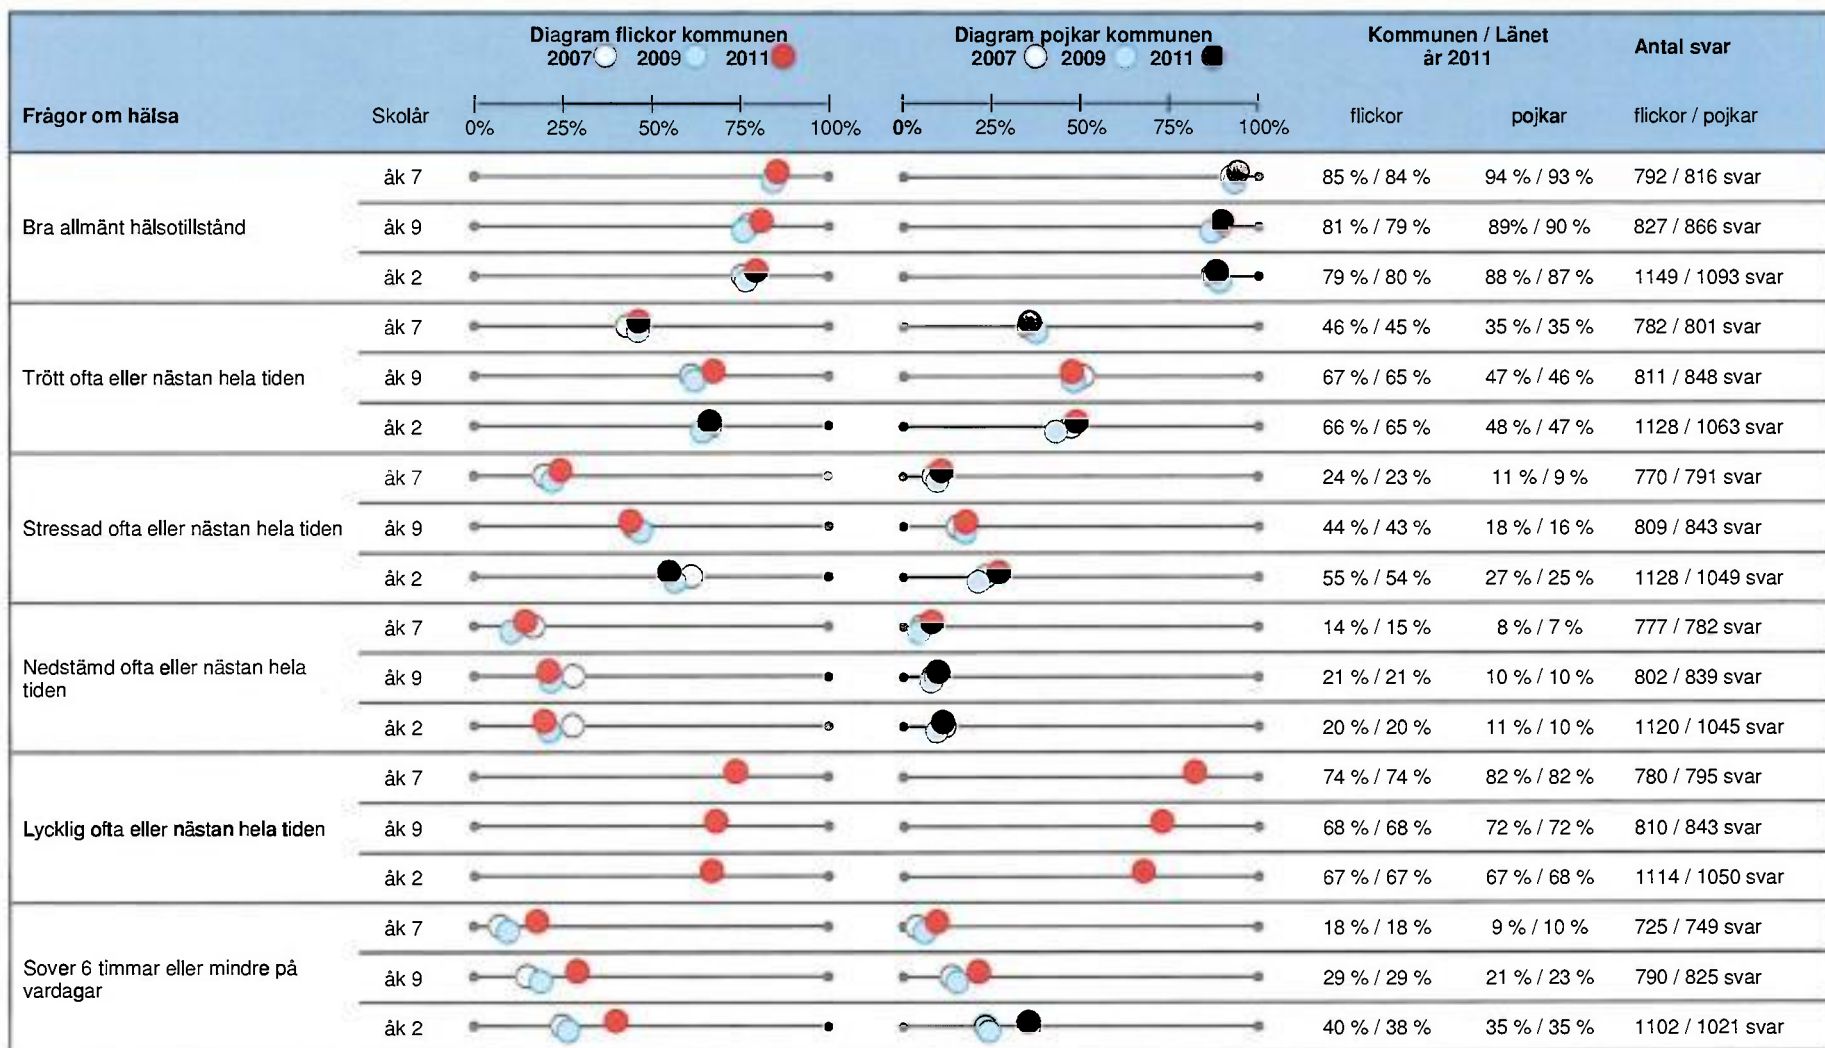 Diagram flickor kommunen
2007 2009 2011
Diagram pojkar kommunen
2007 2009 2011
Kommunen / Länet
år 2011
Antal svar
Frågor om hälsa
Skolår
0% 25% 50% 75% 100%
0% 25% 50% 75% 100%
flickor
pojkar
flickor / pojkar
Bra allmänt hälsotillstånd
åk 7 85 % / 84 % 94 % / 93 % 792 / 816 svar
åk 9 81 % / 79 % 89% / 90 % 827 / 866 svar
åk 2 79 % / 80 % 88 % / 87 % 1149 / 1093 svar
Trött ofta eller nästan hela tiden
åk 7 46 % / 45 % 35 % / 35 % 782 / 801 svar
åk 9 67 % / 65 % 47 % / 46 % 811 / 848 svar
åk 2 66 % / 65 % 48 % / 47 % 1128 / 1063 svar
Stressad ofta eller nästan hela tiden
åk 7 24 % / 23 % 11 % / 9 % 770 / 791 svar
åk 9 44 % / 43 % 18 % / 16 % 809 / 843 svar
åk 2 55 % / 54 % 27 % / 25 % 1128 / 1049 svar
Nedstämd ofta eller nästan hela
tiden
åk 7 14 % / 15 % 8 % / 7 % 777 / 782 svar
åk 9 21 % / 21 % 10 % / 10 % 802 / 839 svar
åk 2 20 % / 20 % 11 % / 10 % 1120 / 1045 svar
Lycklig ofta eller nästan hela tiden
åk 7 74 % / 74 % 82 % / 82 % 780 / 795 svar
åk 9 68 % / 68 % 72 % / 72 % 810 / 843 svar
åk 2 67 % / 67 % 67 % / 68 % 1114 / 1050 svar
Sover 6 timmar eller mindre på
vardagar
åk 7 18 % / 18 % 9 % / 10 % 725 / 749 svar
åk 9 29 % / 29 % 21 % / 23 % 790 / 825 svar
åk 2 40 % / 38 % 35 % / 35 % 1102 / 1021 svar